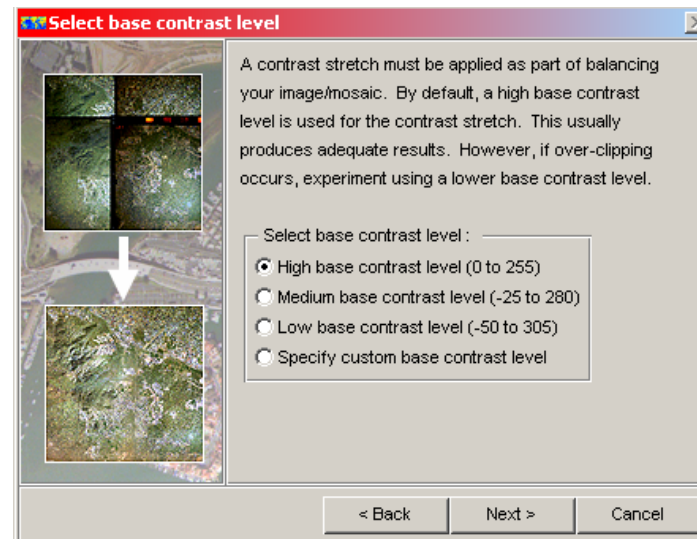 Select base contrast level
A contrast stretch must be applied as part of balancing
your image/mosaic. By default, a high base contrast
level is used for the contrast stretch. This usually
produces adequate results. However, if over-clipping
occurs, experiment using a lower base contrast level.
Select base contrast level :
High base contrast level (0 to 255)
Medium base contrast level (-25 to 280)
Low base contrast level (-50 to 305)
Specify custom base contrast level
< Back
Next >
Cancel